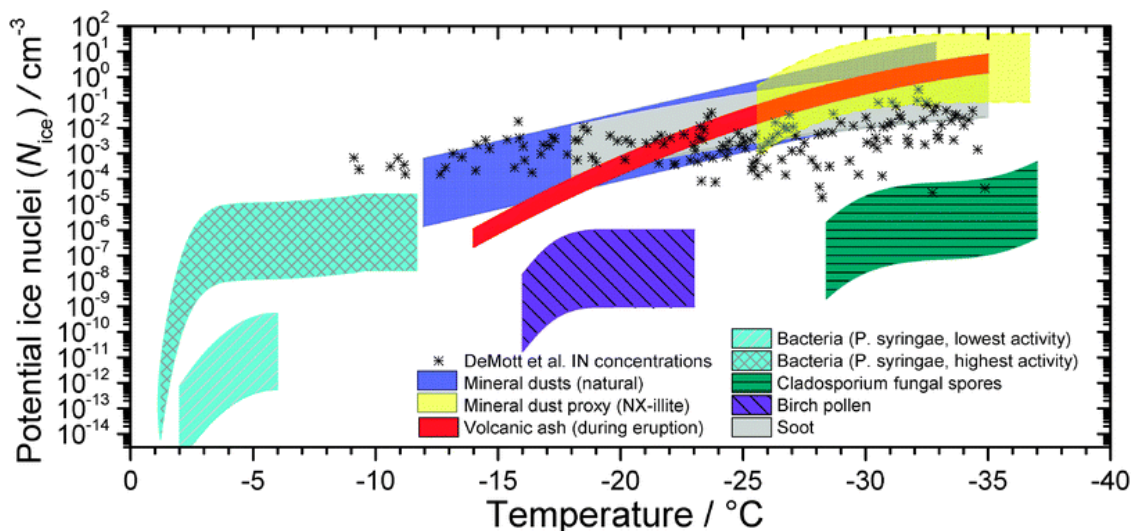 Potential ice nuclei (Nice) / cm-3
10²
10¹
10⁰
10⁻¹
10⁻²
10⁻³
10⁻⁴
10⁻⁵
10⁻⁶
10⁻⁷
10⁻⁸
10⁻⁹
10⁻¹⁰
10⁻¹¹
10⁻¹²
10⁻¹³
10⁻¹⁴
DeMott et al. IN concentrations
Mineral dusts (natural)
Mineral dust proxy (NX-illite)
Volcanic ash (during eruption)
Bacteria (P. syringae, lowest activity)
Bacteria (P. syringae, highest activity)
Cladosporium fungal spores
Birch pollen
Soot
0 -5 -10 -15 -20 -25 -30 -35 -40
Temperature / °C